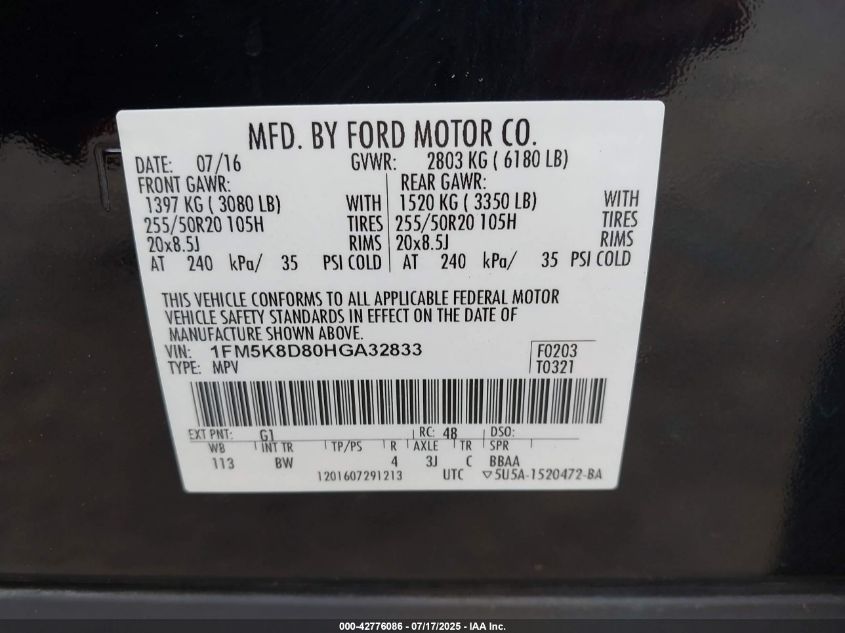 MFD. BY FORD MOTOR CO.
DATE: 07/16 GVWR: 2803 KG ( 6180 LB)
FRONT GAWR: REAR GAWR:
1397 KG ( 3080 LB) WITH 1520 KG ( 3350 LB) WITH
255/50R20 105H TIRES 255/50R20 105H TIRES
20x8.5J RIMS 20x8.5J RIMS
AT 240 kPa/ 35 PSI COLD AT 240 kPa/ 35 PSI COLD
THIS VEHICLE CONFORMS TO ALL APPLICABLE FEDERAL MOTOR
VEHICLE SAFETY STANDARDS IN EFFECT ON THE DATE OF
MANUFACTURE SHOWN ABOVE.
VIN: 1FM5K8D80HGA32833 F0203
TYPE: MPV T0321
EXT PNT: G1 RC: 48 DSO:
WB INT TR TP/PS R AXLE TR SPR
113 BW 4 3J C BBAA
1201607291213 UTC ▽5U5A-1520472-BA
000-42776086 - 07/17/2025 - IAA Inc.